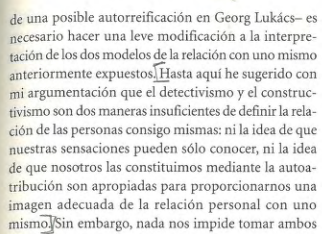 de una posible autorreificación en Georg Lukács– es
necesario hacer una leve modificación a la interpre-
tación de los dos modelos de la relación con uno mismo
anteriormente expuestos. Hasta aquí he sugerido con
mi argumentación que el detectivismo y el construc-
tivismo son dos maneras insuficientes de definir la rela-
ción de las personas consigo mismas: ni la idea de que
nuestras sensaciones pueden sólo conocer, ni la idea
de que nosotros las constituimos mediante la autoa-
tribución son apropiadas para proporcionarnos una
imagen adecuada de la relación personal con uno
mismo. Sin embargo, nada nos impide tomar ambos